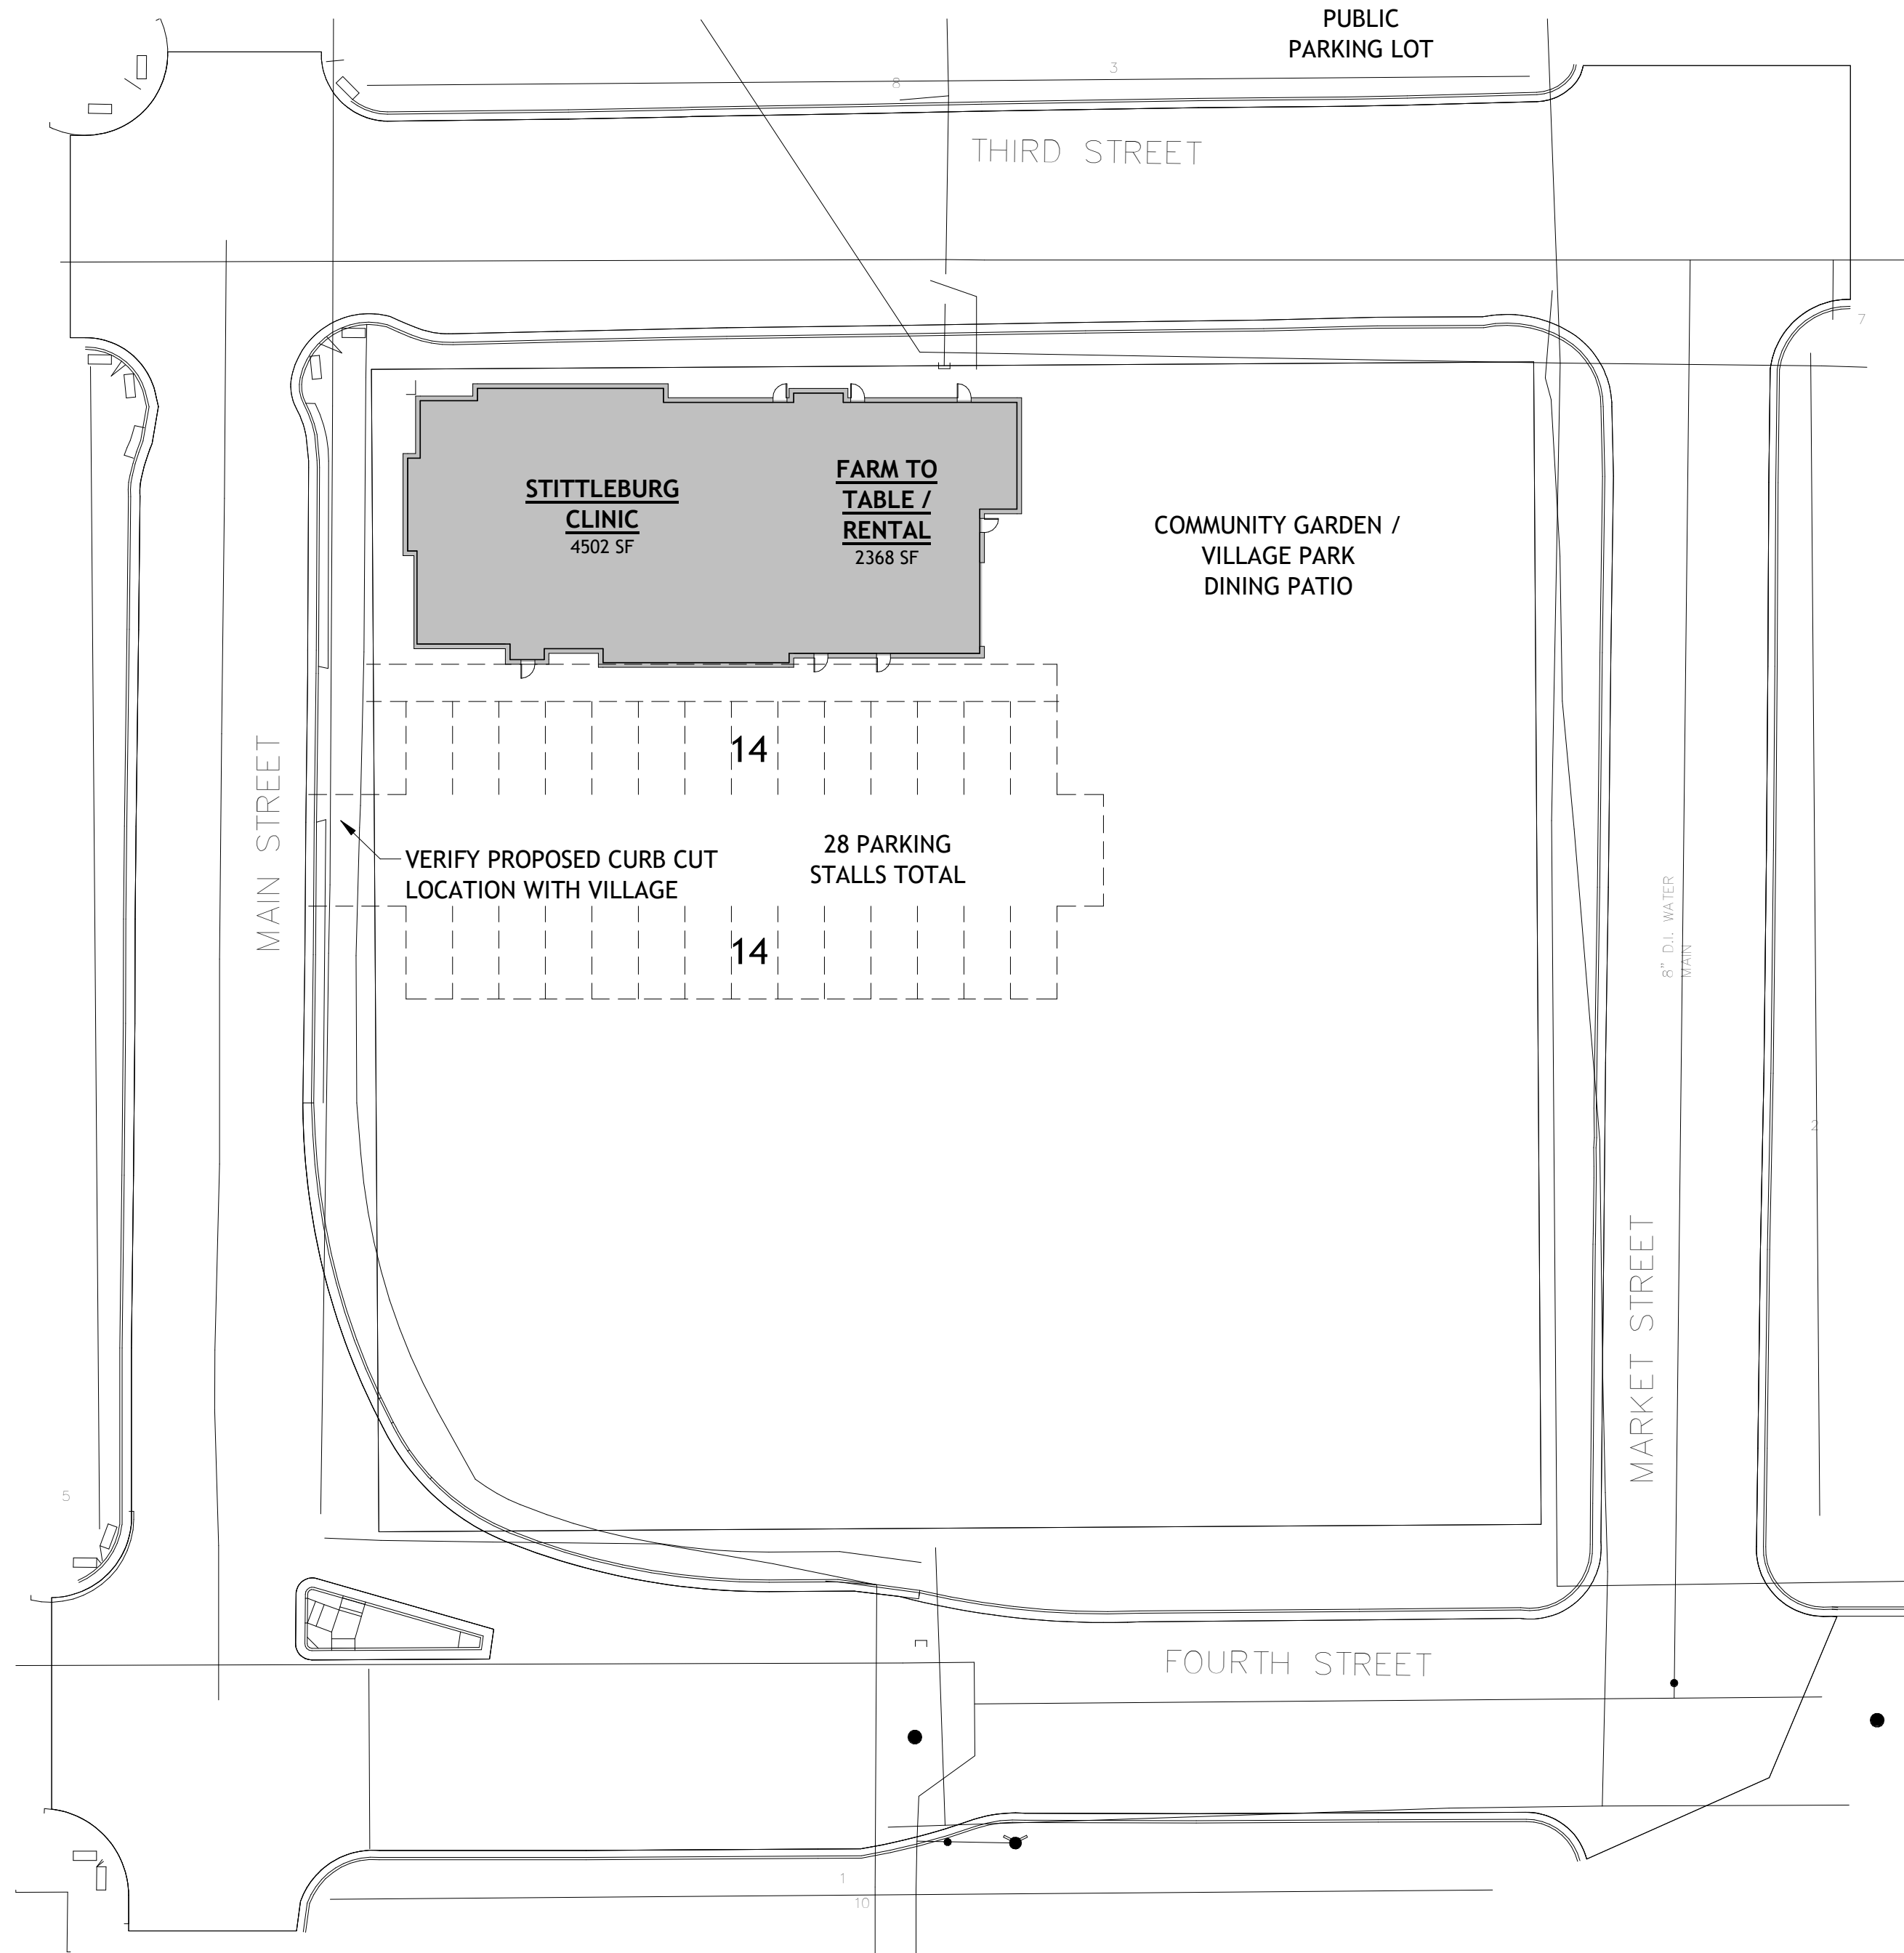 PUBLIC
PARKING LOT
3
8
THIRD STREET
7
STITTLEBURG
CLINIC
4502 SF
FARM TO
TABLE /
RENTAL
2368 SF
COMMUNITY GARDEN /
VILLAGE PARK
DINING PATIO
14
MAIN STREET
VERIFY PROPOSED CURB CUT
LOCATION WITH VILLAGE
28 PARKING
STALLS TOTAL
14
8" D.I. WATER
MAIN
2
MARKET STREET
5
FOURTH STREET
1
10